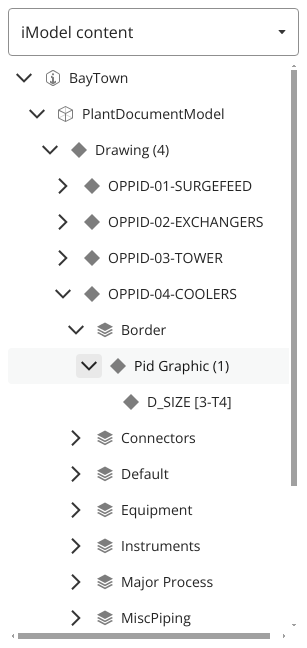 iModel content
BayTown
PlantDocumentModel
Drawing (4)
OPPID-01-SURGEFEED
OPPID-02-EXCHANGERS
OPPID-03-TOWER
OPPID-04-COOLERS
Border
Pid Graphic (1)
D_SIZE [3-T4]
Connectors
Default
Equipment
Instruments
Major Process
MiscPiping